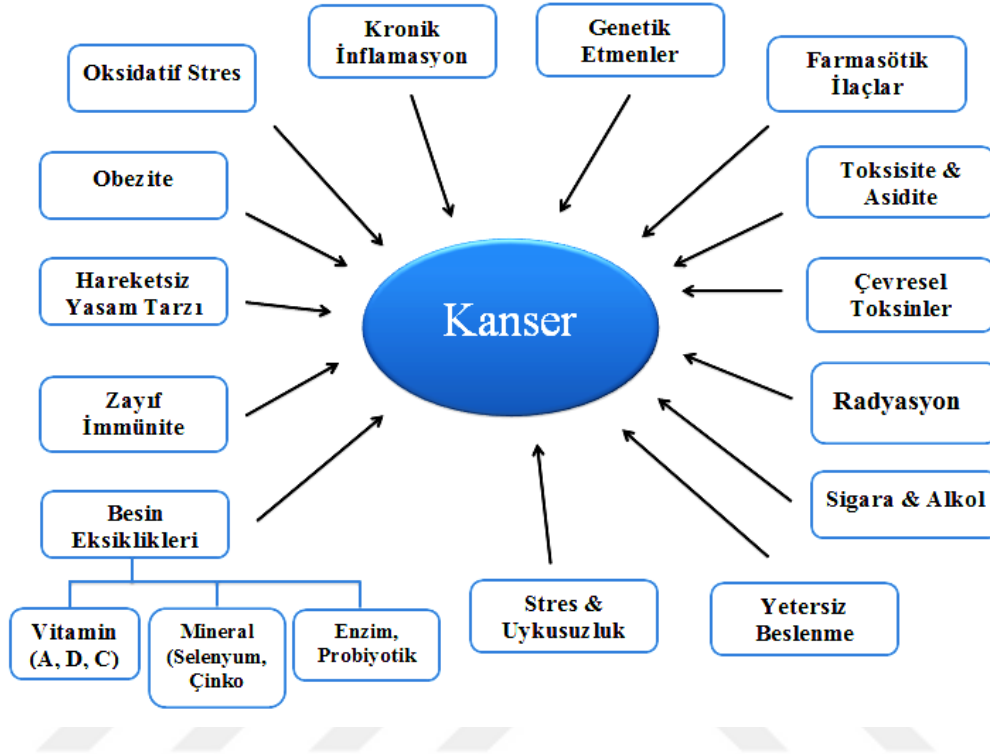 Kronik
İnflamasyon
Genetik
Etmenler
Oksidatif Stres
Farmasötik
İlaçlar
Obezite
Toksisite &
Asidite
Hareketsiz
Yasam Tarzı
Çevresel
Toksinler
Kanser
Zayıf
İmmünite
Radyasyon
Besin
Eksiklikleri
Sigara & Alkol
Stres &
Uykusuzluk
Yetersiz
Beslenme
Vitamin
(A, D, C)
Mineral
(Selenyum,
Çinko
Enzim,
Probiyotik